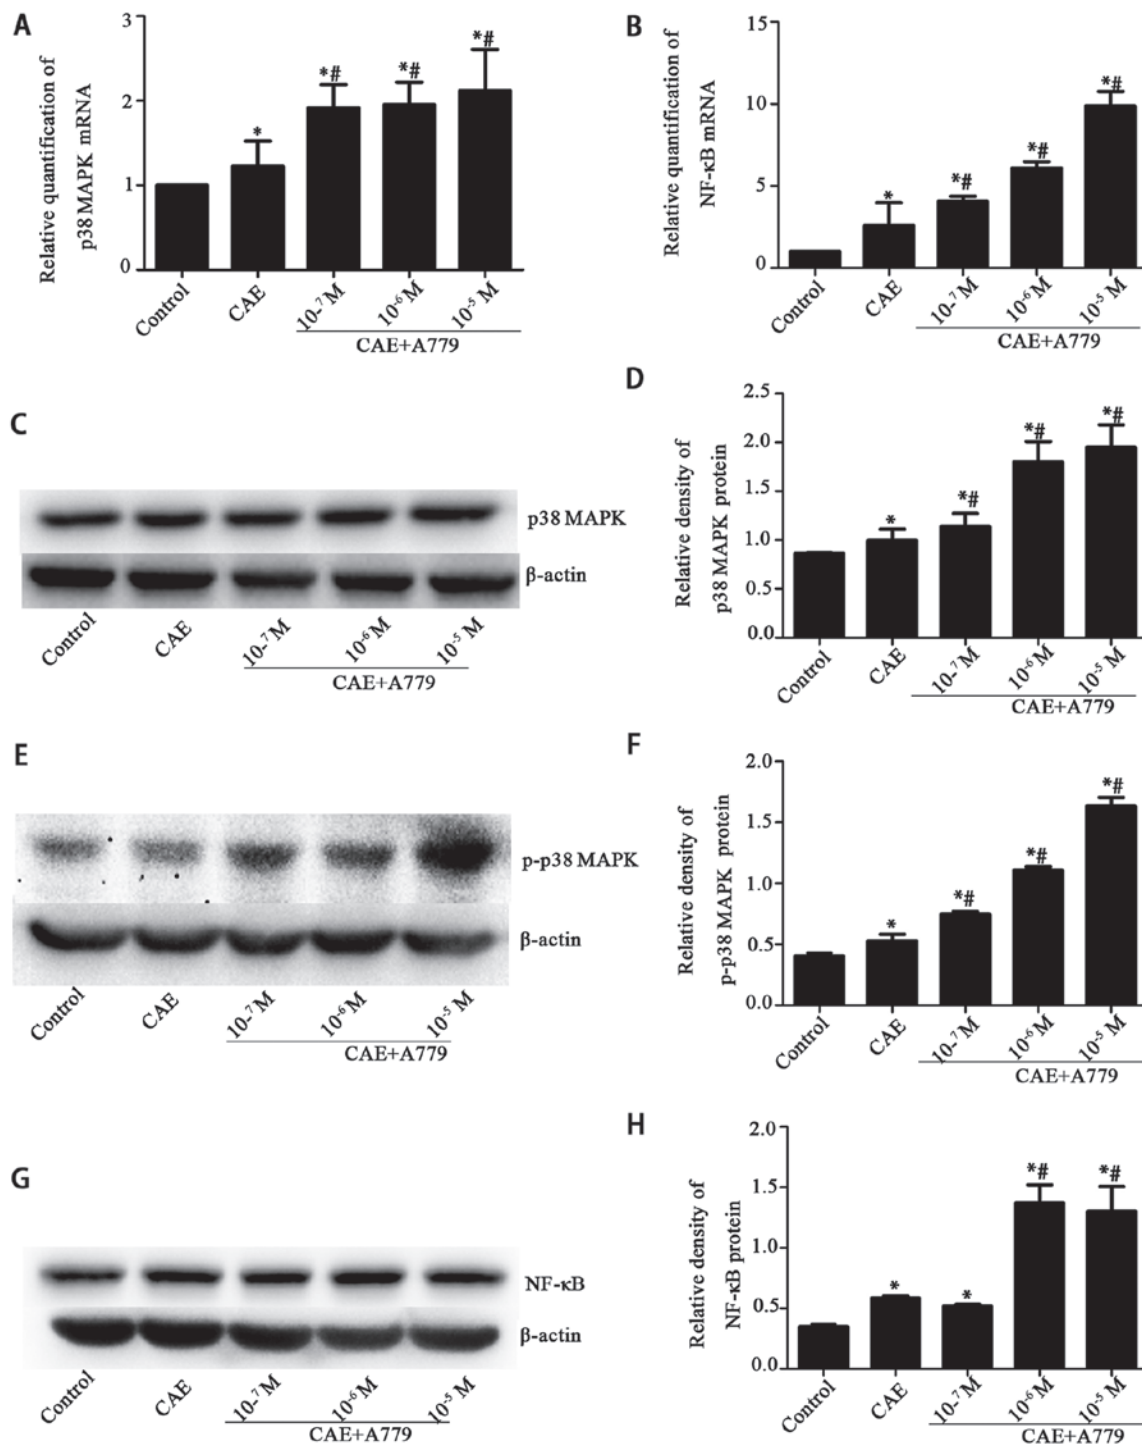 A
Relative quantification of
p38 MAPK mRNA
3
2
1
0
*
*#
*#
*#
Control
CAE
10-⁷ M
10⁻⁶ M
10⁻⁵ M
CAE+A779
B
Relative quantification of
NF-κB mRNA
15
10
5
0
*
*#
*#
*#
Control
CAE
10-⁷ M
10⁻⁶ M
10⁻⁵ M
CAE+A779
C
p38 MAPK
β-actin
Control
CAE
10-⁷ M
10⁻⁶ M
10⁻⁵ M
CAE+A779
D
Relative density of
p38 MAPK protein
2.5
2.0
1.5
1.0
0.5
0.0
*
*#
*#
*#
Control
CAE
10-⁷ M
10⁻⁶ M
10⁻⁵ M
CAE+A779
E
p-p38 MAPK
β-actin
Control
CAE
10-⁷ M
10⁻⁶ M
10⁻⁵ M
CAE+A779
F
Relative density of
p-p38 MAPK protein
2.0
1.5
1.0
0.5
0.0
*
*#
*#
*#
Control
CAE
10-⁷ M
10⁻⁶ M
10⁻⁵ M
CAE+A779
G
NF-κB
β-actin
Control
CAE
10-⁷ M
10⁻⁶ M
10⁻⁵ M
CAE+A779
H
Relative density of
NF-κB protein
2.0
1.5
1.0
0.5
0.0
*
*
*#
*#
Control
CAE
10-⁷ M
10⁻⁶ M
10⁻⁵ M
CAE+A779